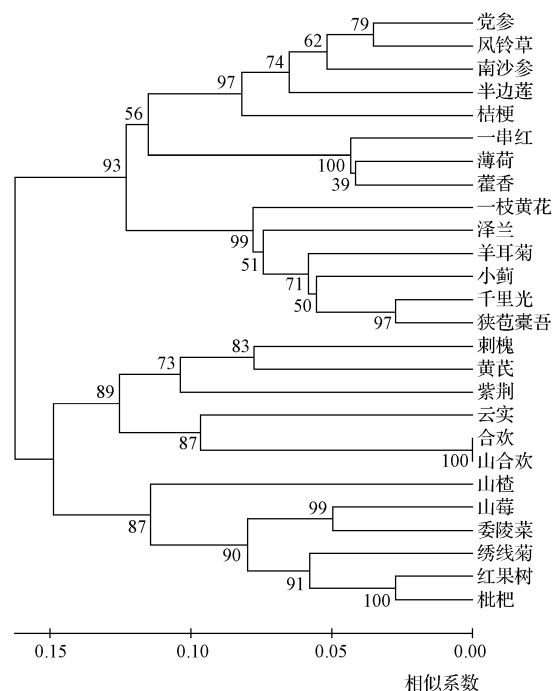 79 党参
62 风铃草
74 南沙参
97 半边莲
56 桔梗
一串红
93 100 薄荷
39 藿香
一枝黄花
99 泽兰
51 羊耳菊
71 小蓟
50 千里光
97 狭苞橐吾
83 刺槐
73 黄芪
89 紫荆
云实
87 合欢
100 山合欢
山楂
99 山莓
87 委陵菜
90 绣线菊
91 红果树
100 枇杷
0.15 0.10 0.05 0.00
相似系数